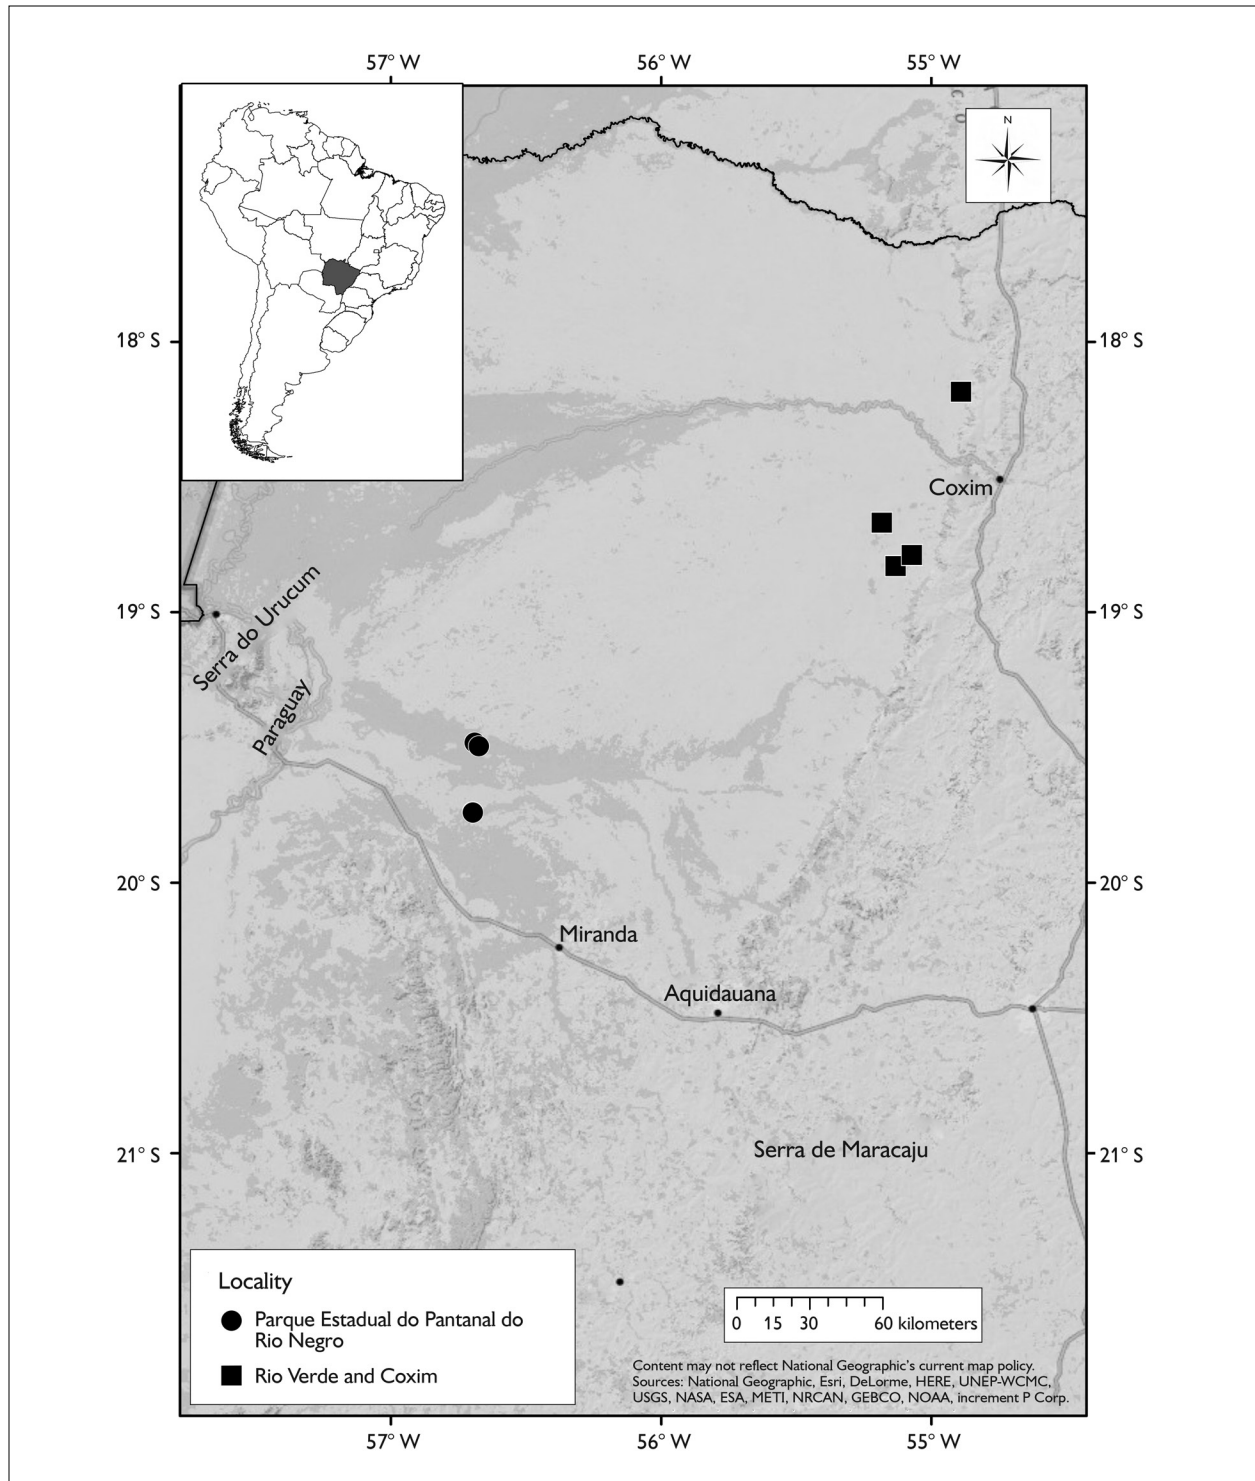 57° W
56° W
55° W
C O
N
18° S
18° S
Coxim
19° S
19° S
Serra do Urucum
Paraguay
20° S
20° S
Miranda
Aquidauana
21° S
21° S
Serra de Maracaju
Locality
Parque Estadual do Pantanal do
Rio Negro
Rio Verde and Coxim
0 15 30 60 kilometers
Content may not reflect National Geographic's current map policy.
Sources: National Geographic, Esri, DeLorme, HERE, UNEP-WCMC,
USGS, NASA, ESA, METI, NRCAN, GEBCO, NOAA, increment P Corp.
57° W
56° W
55° W